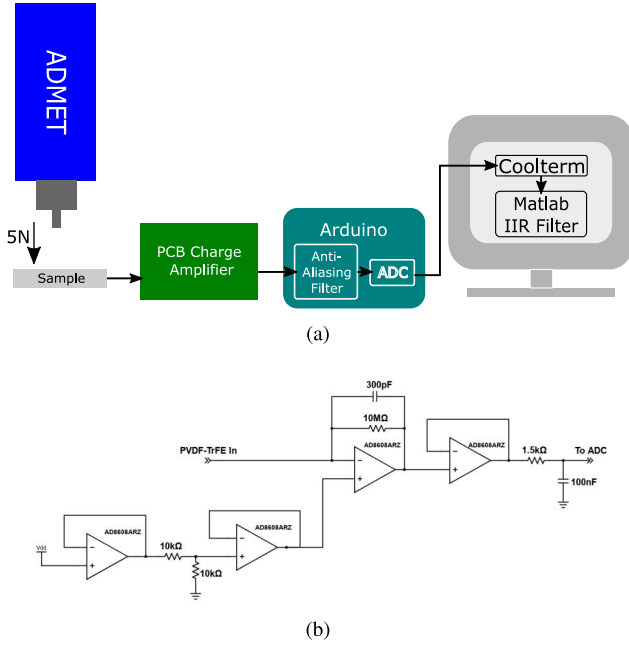 ADMET
5N
Sample
PCB Charge
Amplifier
Arduino
Anti-
Aliasing
Filter
ADC
Coolterm
Matlab
IIR Filter
(a)
300pF
10MΩ
PVDF-TrFE In
AD8608ARZ
AD8608ARZ
1.5kΩ
To ADC
100nF
Vdd
AD8608ARZ
10kΩ
10kΩ
AD8608ARZ
(b)